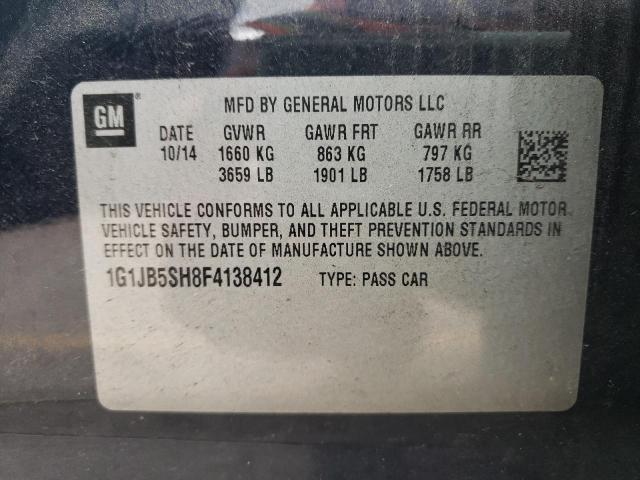 GM®
MFD BY GENERAL MOTORS LLC
DATE GVWR GAWR FRT GAWR RR
10/14 1660 KG 863 KG 797 KG
3659 LB 1901 LB 1758 LB
THIS VEHICLE CONFORMS TO ALL APPLICABLE U.S. FEDERAL MOTOR
VEHICLE SAFETY, BUMPER, AND THEFT PREVENTION STANDARDS IN
EFFECT ON THE DATE OF MANUFACTURE SHOWN ABOVE.
1G1JB5SH8F4138412 TYPE: PASS CAR